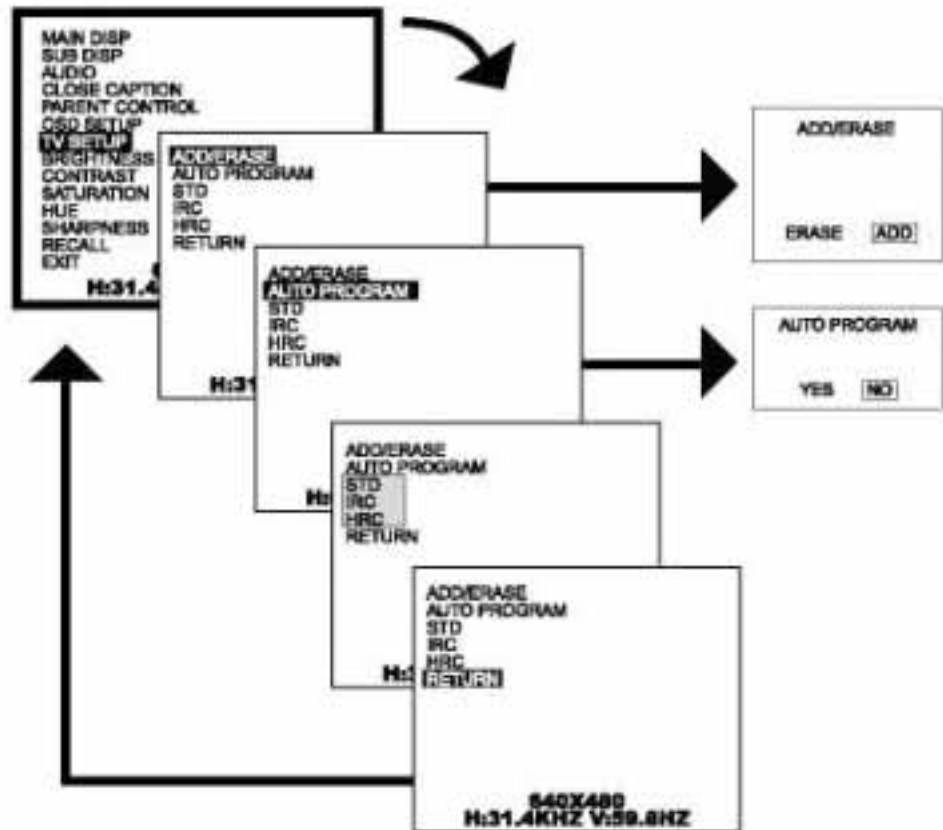 MAIN DISP
SUB DISP
AUDIO
CLOSE CAPTION
PARENT CONTROL
OSD SETUP
TV SETUP
BRIGHTNESS
CONTRAST
SATURATION
HUE
SHARPNESS
RECALL
EXIT
H:31.4
ADD/ERASE
AUTO PROGRAM
STD
IRC
HRC
RETURN
H:31
ADD/ERASE
AUTO PROGRAM
STD
IRC
HRC
RETURN
H:
ADD/ERASE
AUTO PROGRAM
STD
IRC
HRC
RETURN
H:
ADD/ERASE
AUTO PROGRAM
STD
IRC
HRC
RETURN
640X480
H:31.4KHZ V:59.8HZ
ADD/ERASE
ERASE ADD
AUTO PROGRAM
YES NO